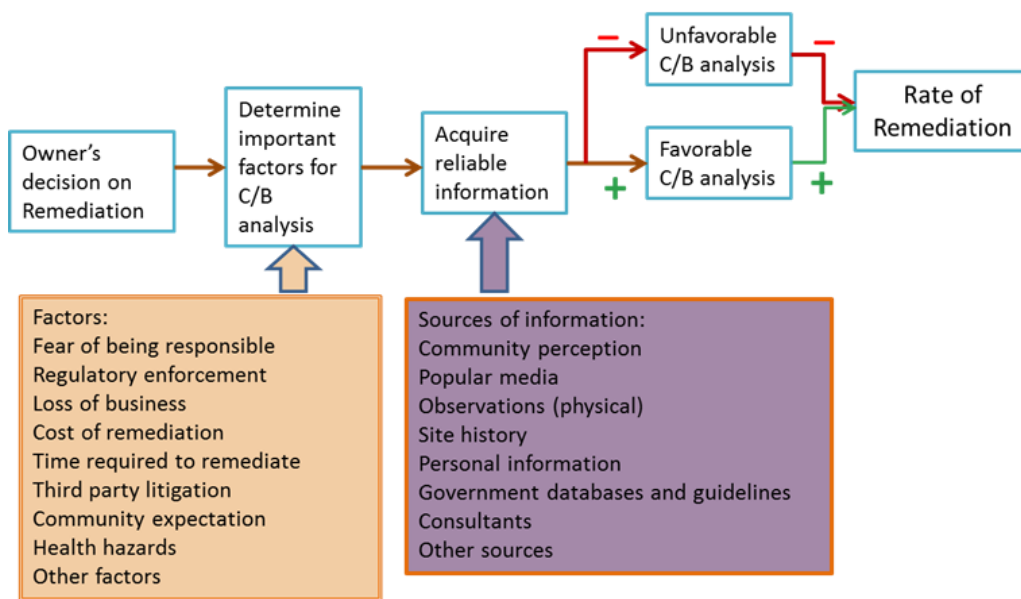 Owner’s
decision on
Remediation
Determine
important
factors for
C/B
analysis
Acquire
reliable
information
−
Unfavorable
C/B analysis
−
+
Favorable
C/B analysis
+
Rate of
Remediation
Factors:
Fear of being responsible
Regulatory enforcement
Loss of business
Cost of remediation
Time required to remediate
Third party litigation
Community expectation
Health hazards
Other factors
Sources of information:
Community perception
Popular media
Observations (physical)
Site history
Personal information
Government databases and guidelines
Consultants
Other sources